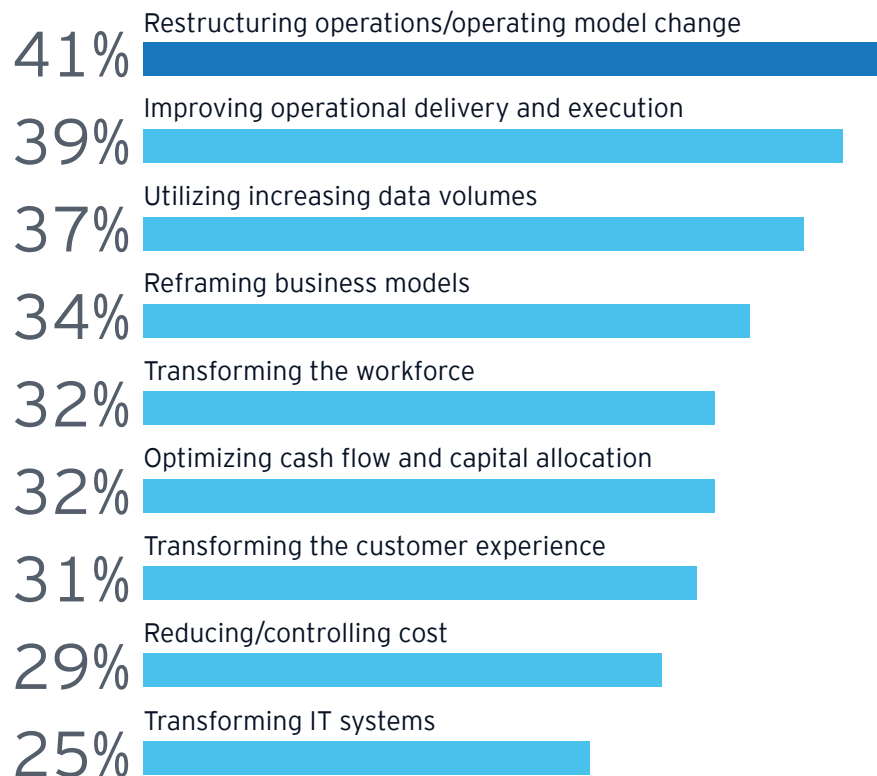 Restructuring operations/operating model change
41%
Improving operational delivery and execution
39%
Utilizing increasing data volumes
37%
Reframing business models
34%
Transforming the workforce
32%
Optimizing cash flow and capital allocation
32%
Transforming the customer experience
31%
Reducing/controlling cost
29%
Transforming IT systems
25%